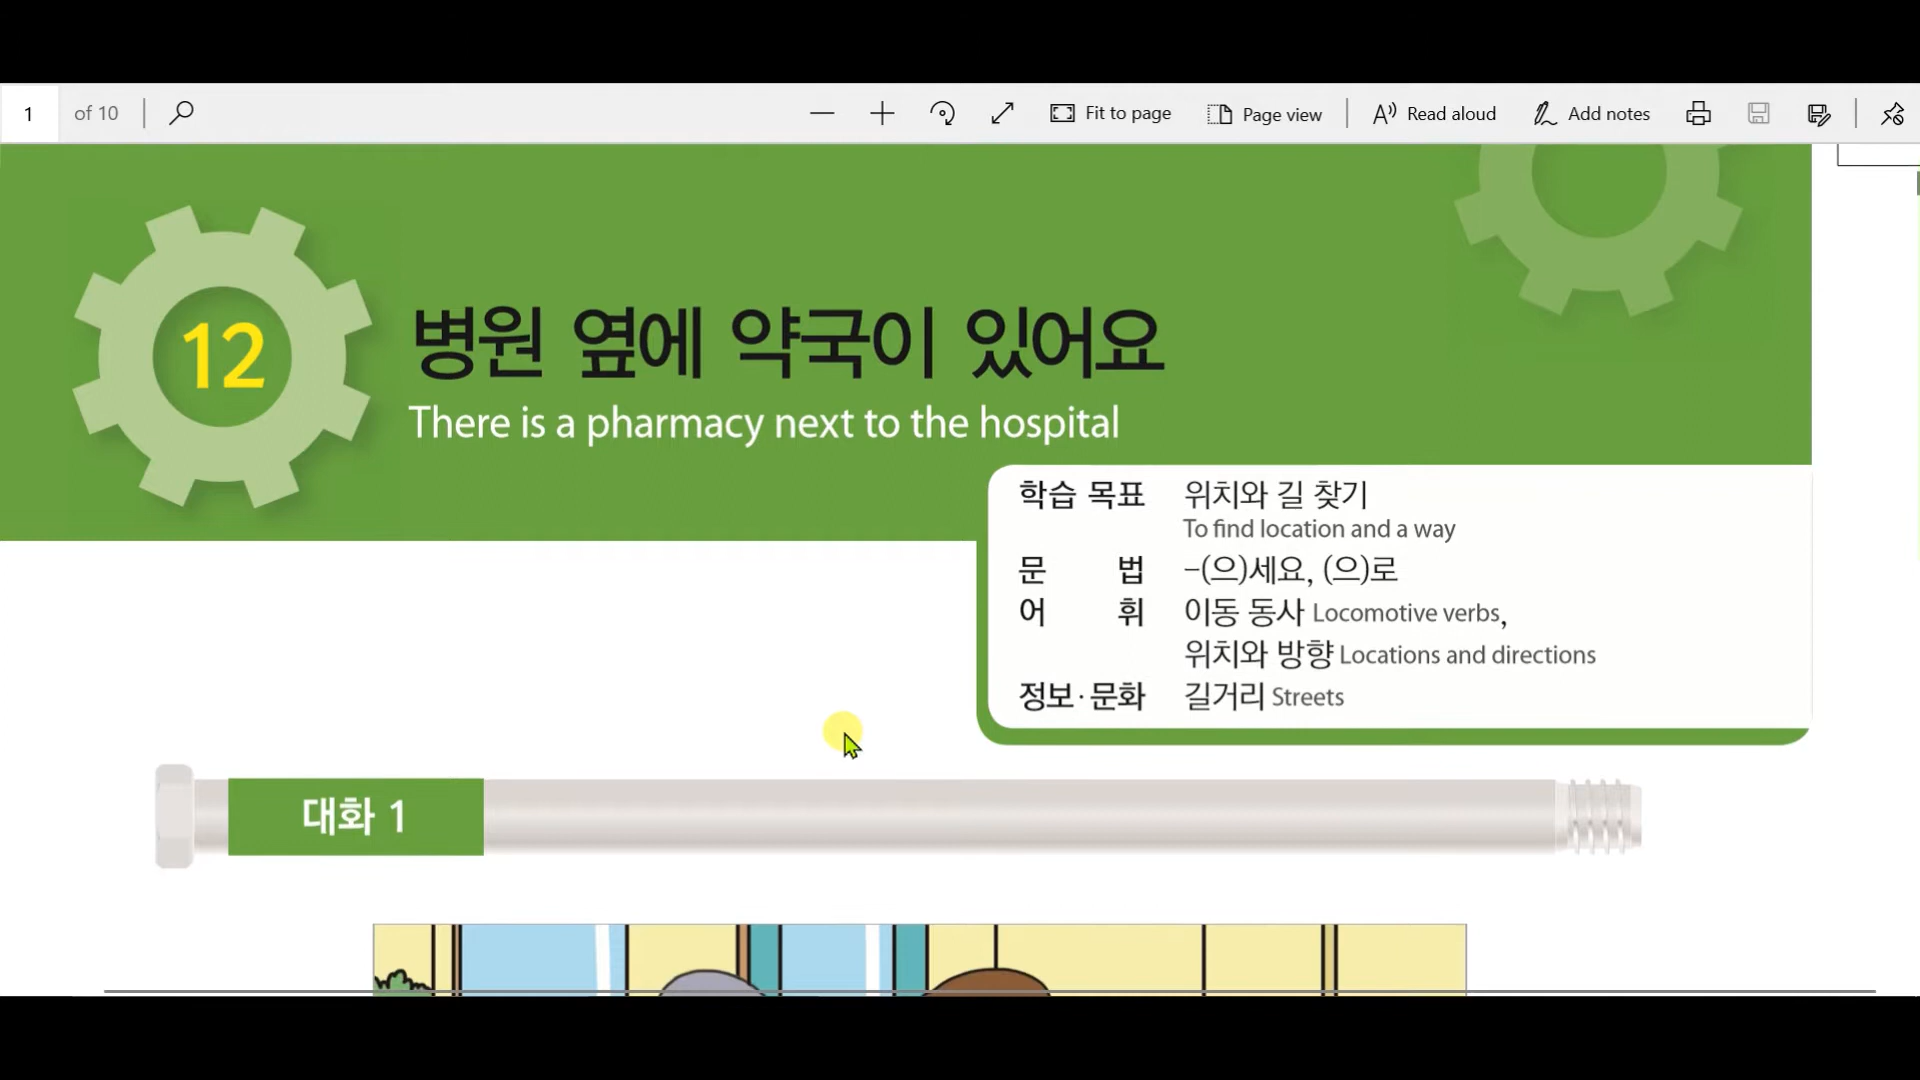 1 of 10 Fit to page Page view Read aloud Add notes
12
병원 옆에 약국이 있어요
There is a pharmacy next to the hospital
학습 목표 위치와 길 찾기
To find location and a way
문 법 –(으)세요, (으)로
어 휘 이동 동사 Locomotive verbs,
위치와 방향 Locations and directions
정보·문화 길거리 Streets
대화 1